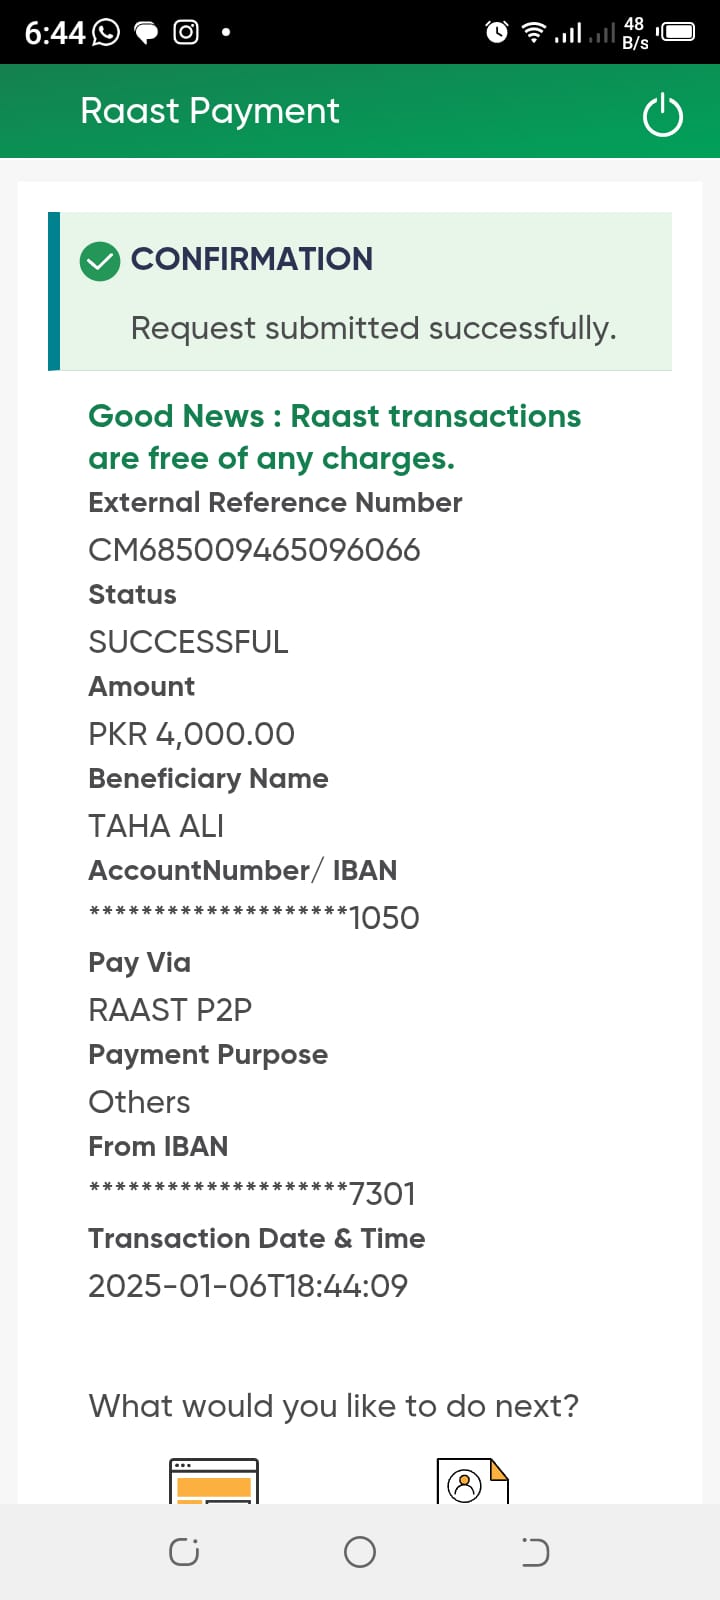 6:44
48
B/s
Raast Payment
CONFIRMATION
Request submitted successfully.
Good News : Raast transactions
are free of any charges.
External Reference Number
CM685009465096066
Status
SUCCESSFUL
Amount
PKR 4,000.00
Beneficiary Name
TAHA ALI
AccountNumber/ IBAN
********************1050
Pay Via
RAAST P2P
Payment Purpose
Others
From IBAN
********************7301
Transaction Date & Time
2025-01-06T18:44:09
What would you like to do next?